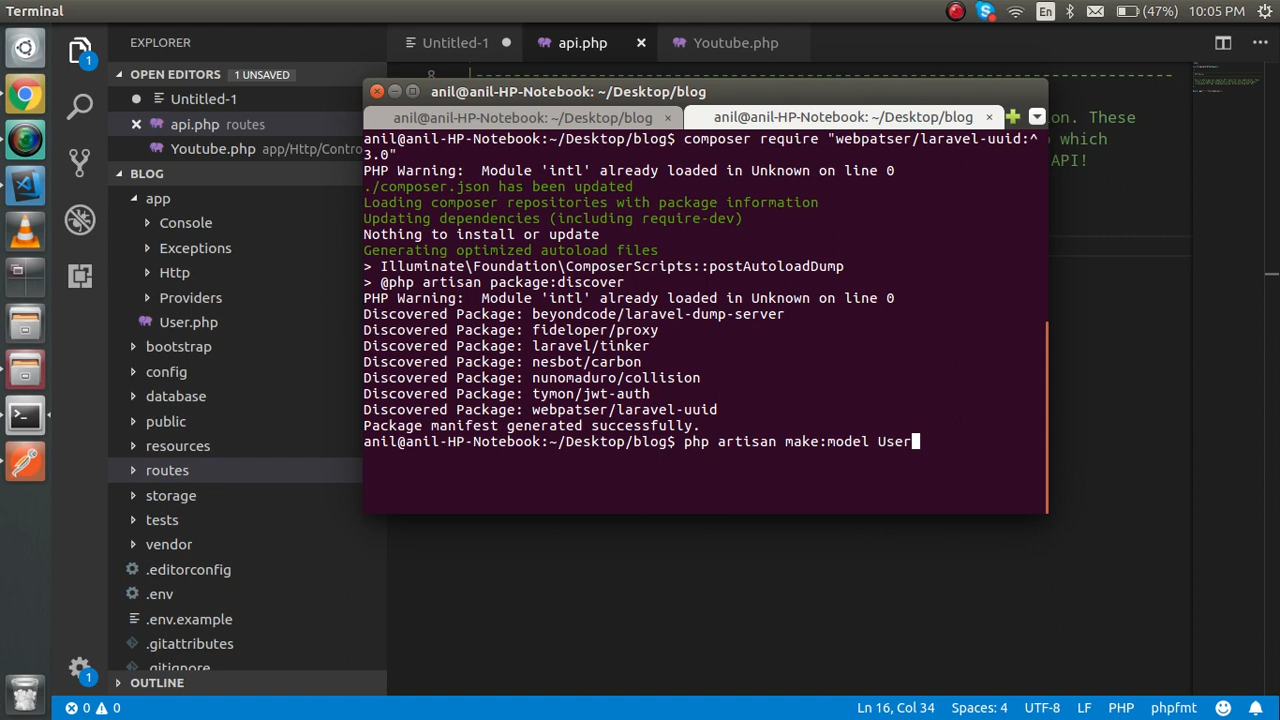 Terminal
En
(47%)
10:05 PM
EXPLORER
OPEN EDITORS 1 UNSAVED
Untitled-1
api.php routes
Youtube.php app/Http/Contro
BLOG
app
Console
Exceptions
Http
Providers
User.php
bootstrap
config
database
public
resources
routes
storage
tests
vendor
.editorconfig
.env
.env.example
.gitattributes
.gitignore
OUTLINE
1
1
Untitled-1
api.php
Youtube.php
8
|--------------------------------------------------------------------------
on. These
which
API!
anil@anil-HP-Notebook: ~/Desktop/blog
anil@anil-HP-Notebook: ~/Desktop/blog
anil@anil-HP-Notebook: ~/Desktop/blog
anil@anil-HP-Notebook:~/Desktop/blog$ composer require "webpatser/laravel-uuid:^
3.0"
PHP Warning:  Module 'intl' already loaded in Unknown on line 0
./composer.json has been updated
Loading composer repositories with package information
Updating dependencies (including require-dev)
Nothing to install or update
Generating optimized autoload files
> Illuminate\Foundation\ComposerScripts::postAutoloadDump
> @php artisan package:discover
PHP Warning:  Module 'intl' already loaded in Unknown on line 0
Discovered Package: beyondcode/laravel-dump-server
Discovered Package: fideloper/proxy
Discovered Package: laravel/tinker
Discovered Package: nesbot/carbon
Discovered Package: nunomaduro/collision
Discovered Package: tymon/jwt-auth
Discovered Package: webpatser/laravel-uuid
Package manifest generated successfully.
anil@anil-HP-Notebook:~/Desktop/blog$ php artisan make:model User
0
0
Ln 16, Col 34
Spaces: 4
UTF-8
LF
PHP
phpfmt